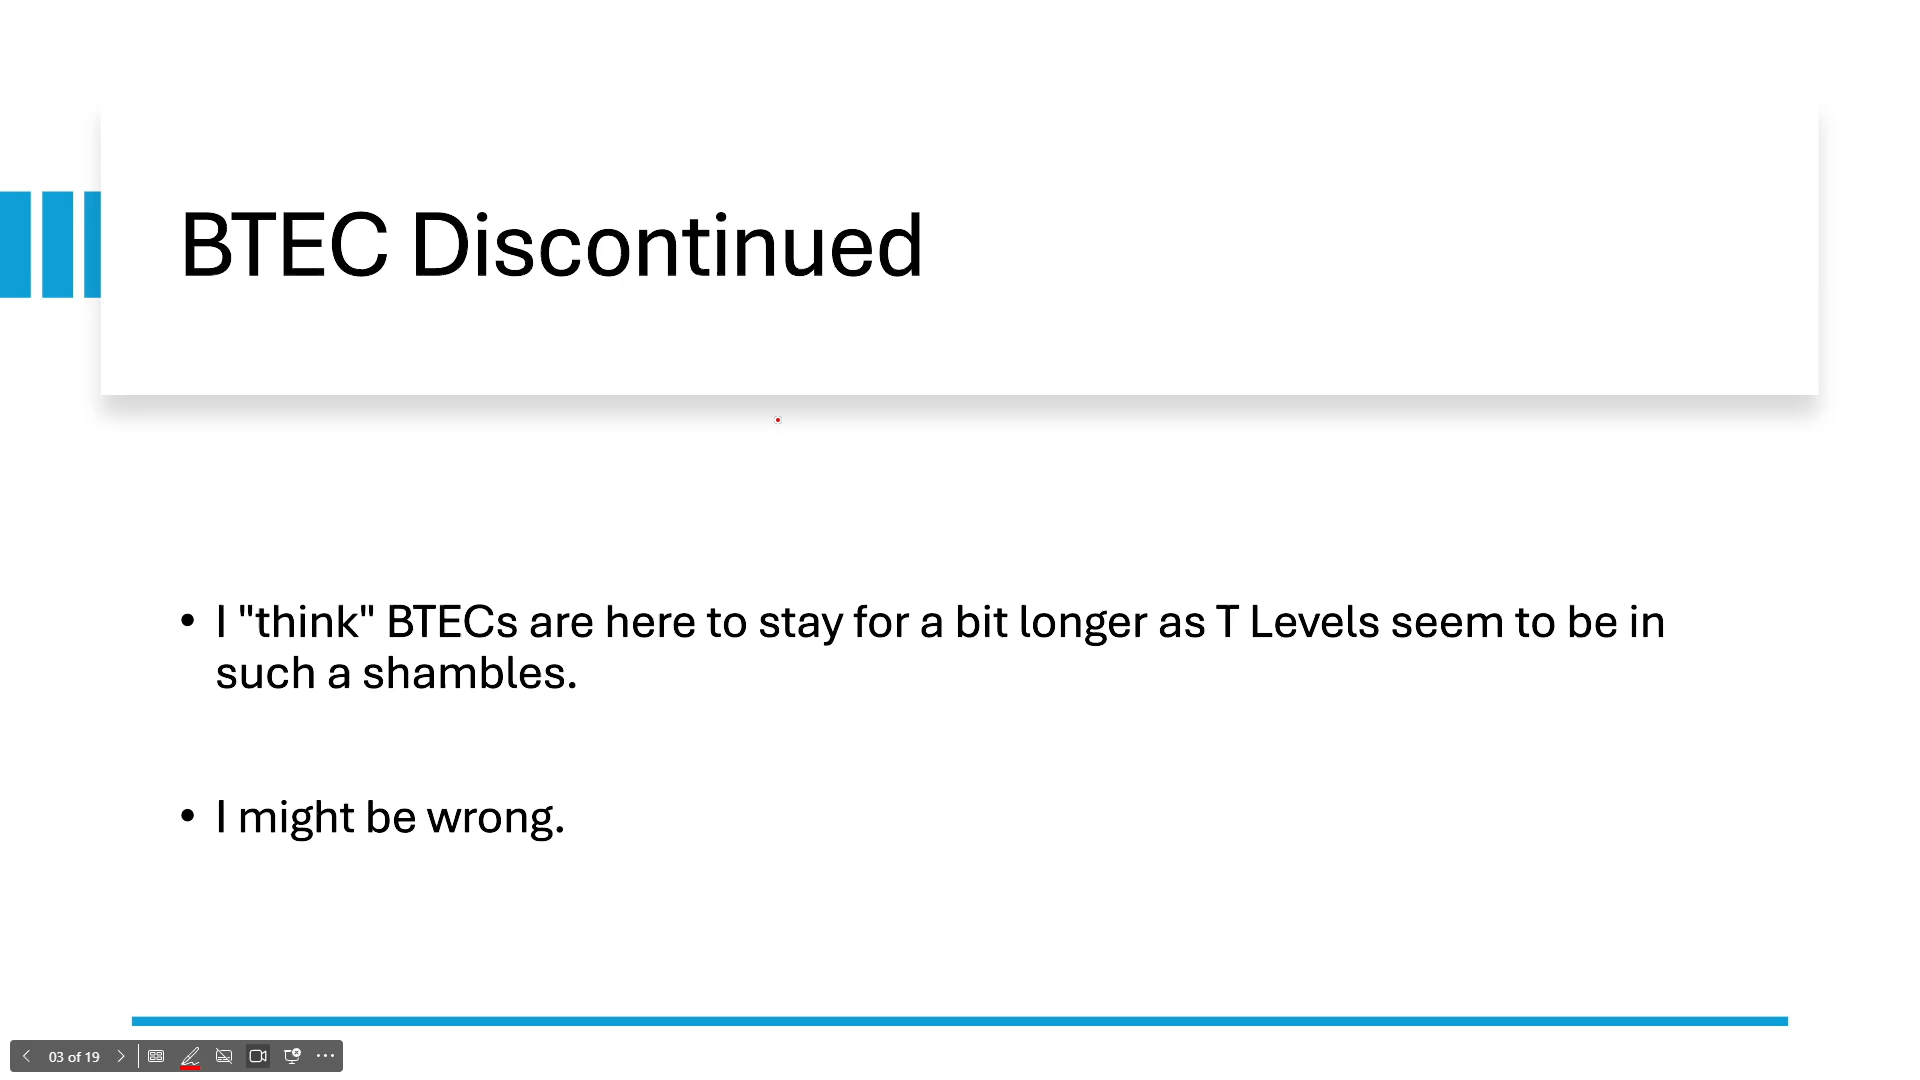 BTEC Discontinued
• I "think" BTECs are here to stay for a bit longer as T Levels seem to be in
such a shambles.
• I might be wrong.
03 of 19